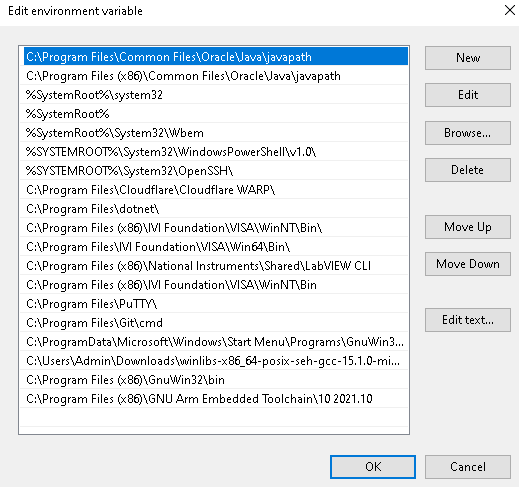 Edit environment variable
C:\Program Files\Common Files\Oracle\Java\javapath
C:\Program Files (x86)\Common Files\Oracle\Java\javapath
%SystemRoot%\system32
%SystemRoot%
%SystemRoot%\System32\Wbem
%SYSTEMROOT%\System32\WindowsPowerShell\v1.0\
%SYSTEMROOT%\System32\OpenSSH\
C:\Program Files\Cloudflare\Cloudflare WARP\
C:\Program Files\dotnet\
C:\Program Files (x86)\IVI Foundation\VISA\WinNT\Bin\
C:\Program Files\IVI Foundation\VISA\Win64\Bin\
C:\Program Files (x86)\National Instruments\Shared\LabVIEW CLI
C:\Program Files (x86)\IVI Foundation\VISA\WinNT\Bin
C:\Program Files\PuTTY\
C:\Program Files\Git\cmd
C:\ProgramData\Microsoft\Windows\Start Menu\Programs\GnuWin3...
C:\Users\Admin\Downloads\winlibs-x86_64-posix-seh-gcc-15.1.0-mi...
C:\Program Files (x86)\GnuWin32\bin
C:\Program Files (x86)\GNU Arm Embedded Toolchain\10 2021.10
New
Edit
Browse...
Delete
Move Up
Move Down
Edit text...
OK
Cancel